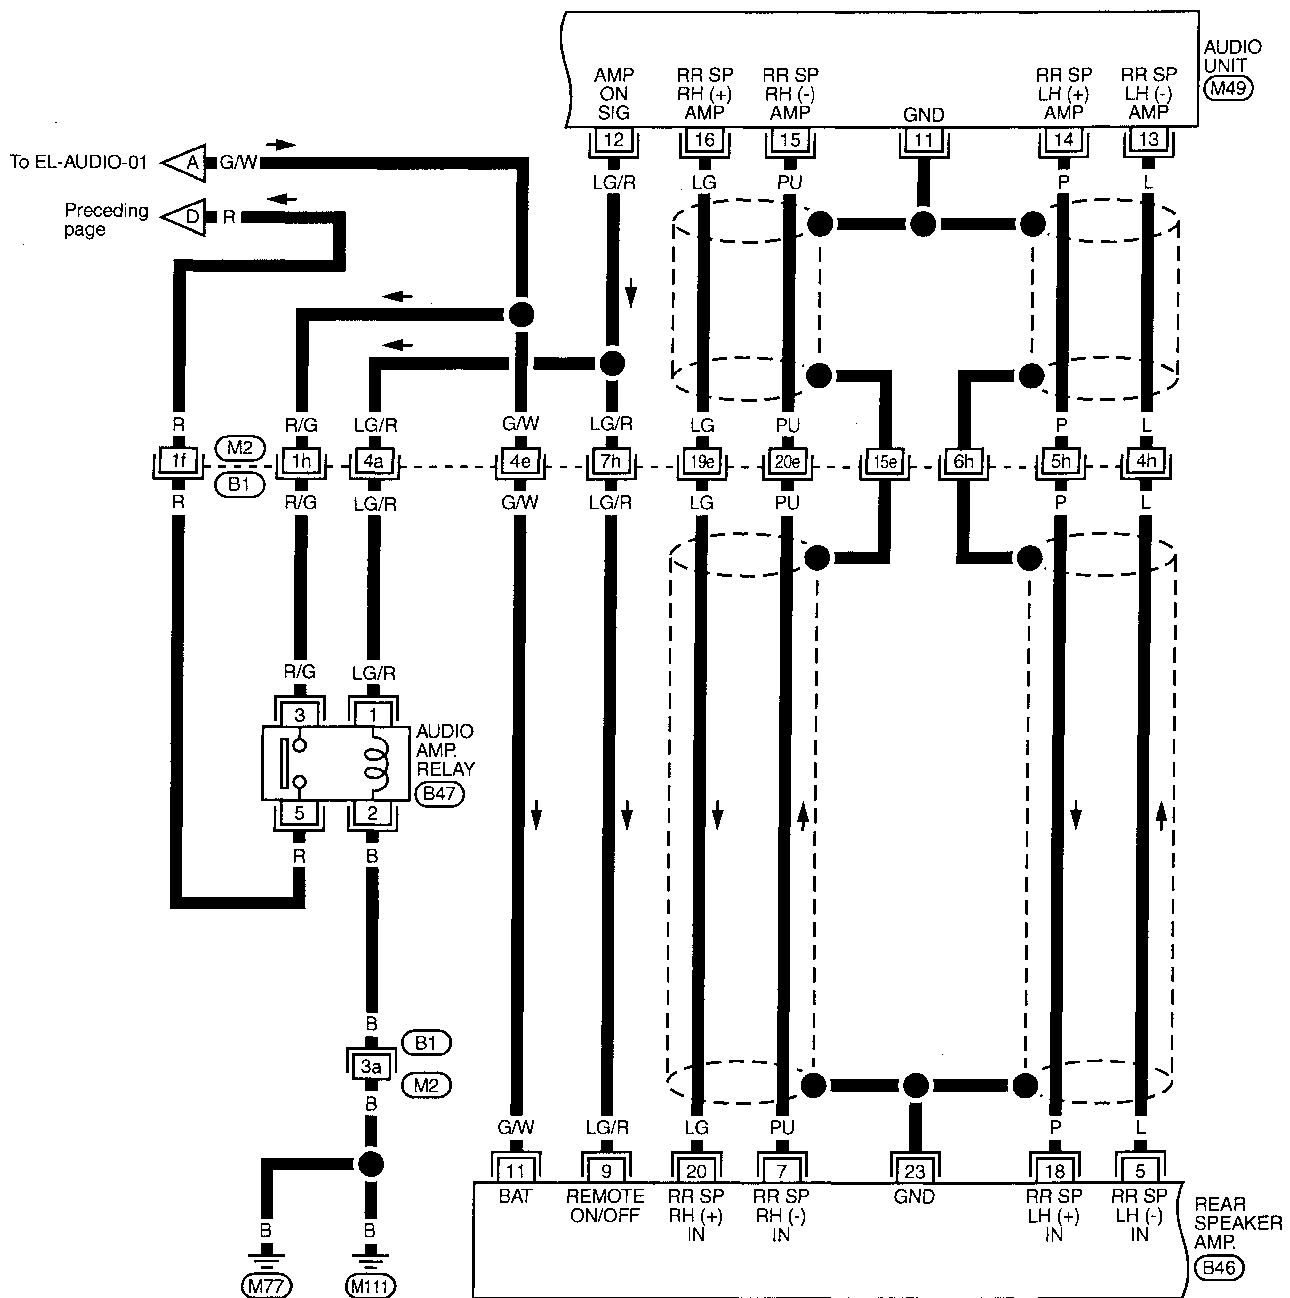 AUDIO
UNIT
M49
AMP
ON
SIG
RR SP
RH (+)
AMP
RR SP
RH (-)
AMP
GND
RR SP
LH (+)
AMP
RR SP
LH (-)
AMP
12
16
15
11
14
13
To EL-AUDIO-01
A
G/W
LG/R
LG
PU
P
L
Preceding
page
D
R
R
R/G
LG/R
G/W
LG/R
LG
PU
P
L
M2
1f
1h
4a
4e
7h
19e
20e
15e
6h
5h
4h
B1
R
R/G
LG/R
G/W
LG/R
LG
PU
P
L
R/G
LG/R
3
1
AUDIO
AMP.
RELAY
B47
5
2
R
B
B
B1
3a
M2
B
G/W
LG/R
LG
PU
P
L
11
9
20
7
23
18
5
BAT
REMOTE
ON/OFF
RR SP
RH (+)
IN
RR SP
RH (-)
IN
GND
RR SP
LH (+)
IN
RR SP
LH (-)
IN
REAR
SPEAKER
AMP.
B46
B
B
M77
M111